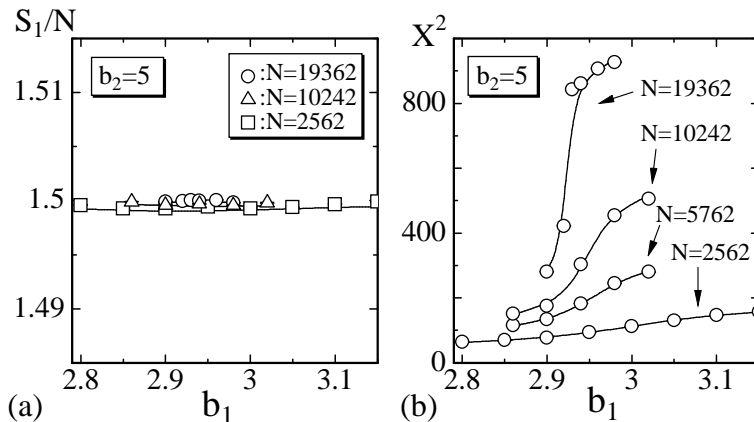 S₁/N
1.51
1.5
1.49
b₂=5
○:N=19362
△:N=10242
□:N=2562
2.8 2.9 3 3.1
(a) b₁
X²
800
400
0
b₂=5
N=19362
N=10242
N=5762
N=2562
2.8 2.9 3 3.1
(b) b₁